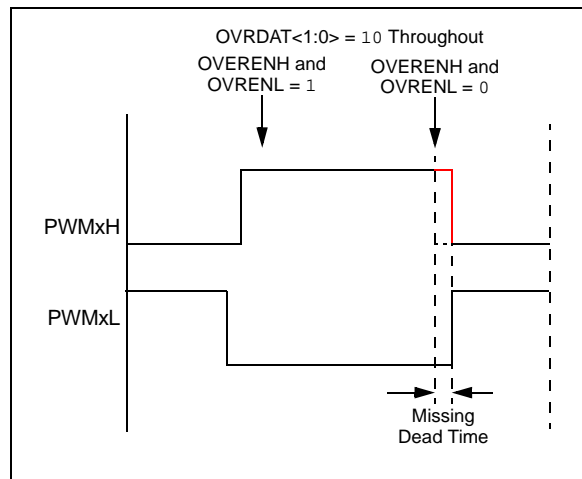 OVRDAT<1:0> = 10 Throughout
OVERENH and
OVRENL = 1
OVERENH and
OVRENL = 0
PWMxH
PWMxL
Missing
Dead Time